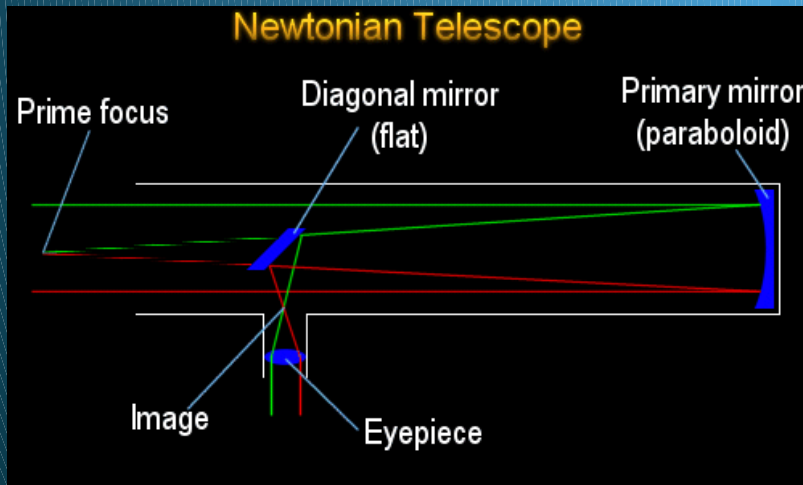 Newtonian Telescope
Prime focus
Diagonal mirror
(flat)
Primary mirror
(paraboloid)
Image
Eyepiece